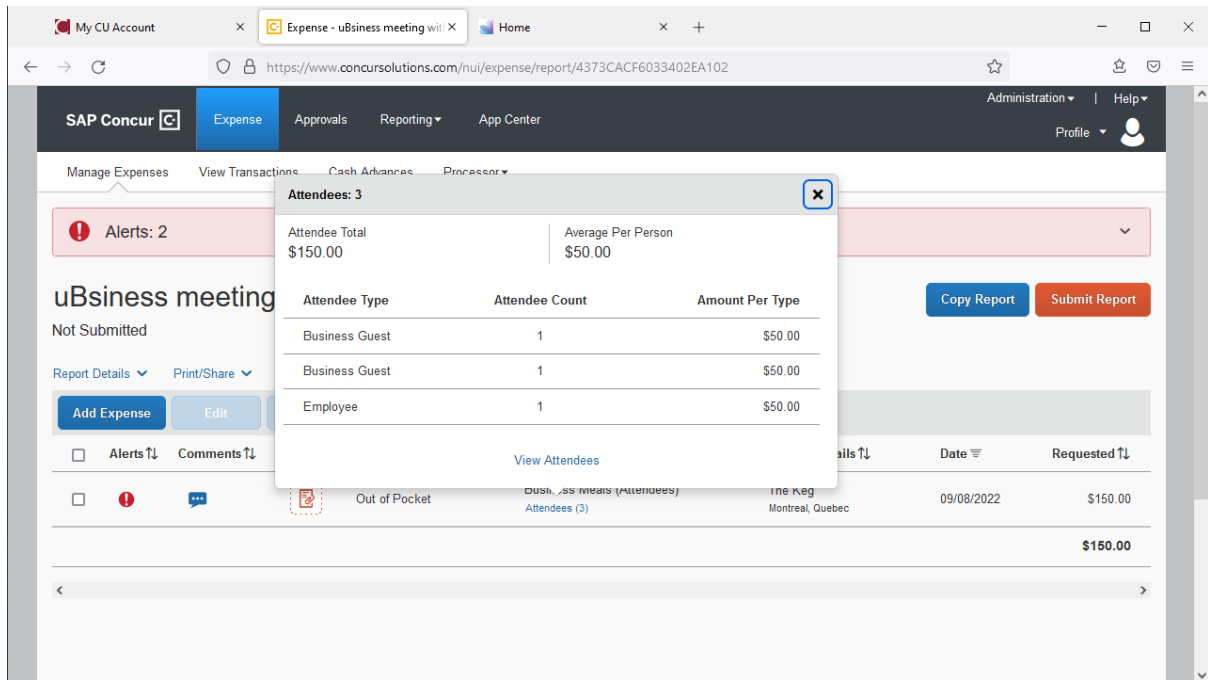 My CU Account
Expense - uBsiness meeting wit
Home
https://www.concursolutions.com/nui/expense/report/4373CACF6033402EA102
Administration | Help
SAP Concur C Expense Approvals Reporting App Center
Profile
Manage Expenses View Transactions Cash Advances Processor
Attendees: 3
Alerts: 2
Attendee Total Average Per Person
$150.00 $50.00
uBsiness meeting
Copy Report Submit Report
Not Submitted
Attendee Type Attendee Count Amount Per Type
Business Guest 1 $50.00
Business Guest 1 $50.00
Employee 1 $50.00
View Attendees
Report Details Print/Share
Add Expense Edit
Alerts Comments ails Date Requested
Out of Pocket Business Meals (Attendees) The Keg 09/08/2022 $150.00
Attendees (3) Montreal, Quebec
$150.00